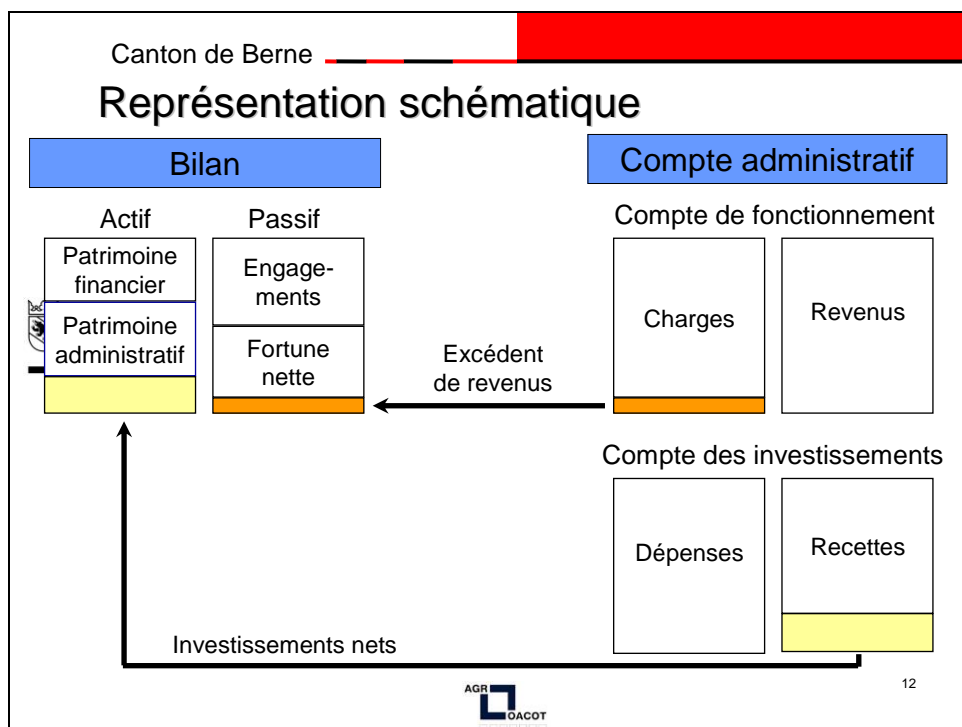 Canton de Berne
Représentation schématique
Bilan
Compte administratif
Actif
Passif
Compte de fonctionnement
Patrimoine
financier
Engage-
ments
Patrimoine
administratif
Fortune
nette
Charges
Revenus
Excédent
de revenus
Compte des investissements
Dépenses
Recettes
Investissements nets
AGR
OACOT
12